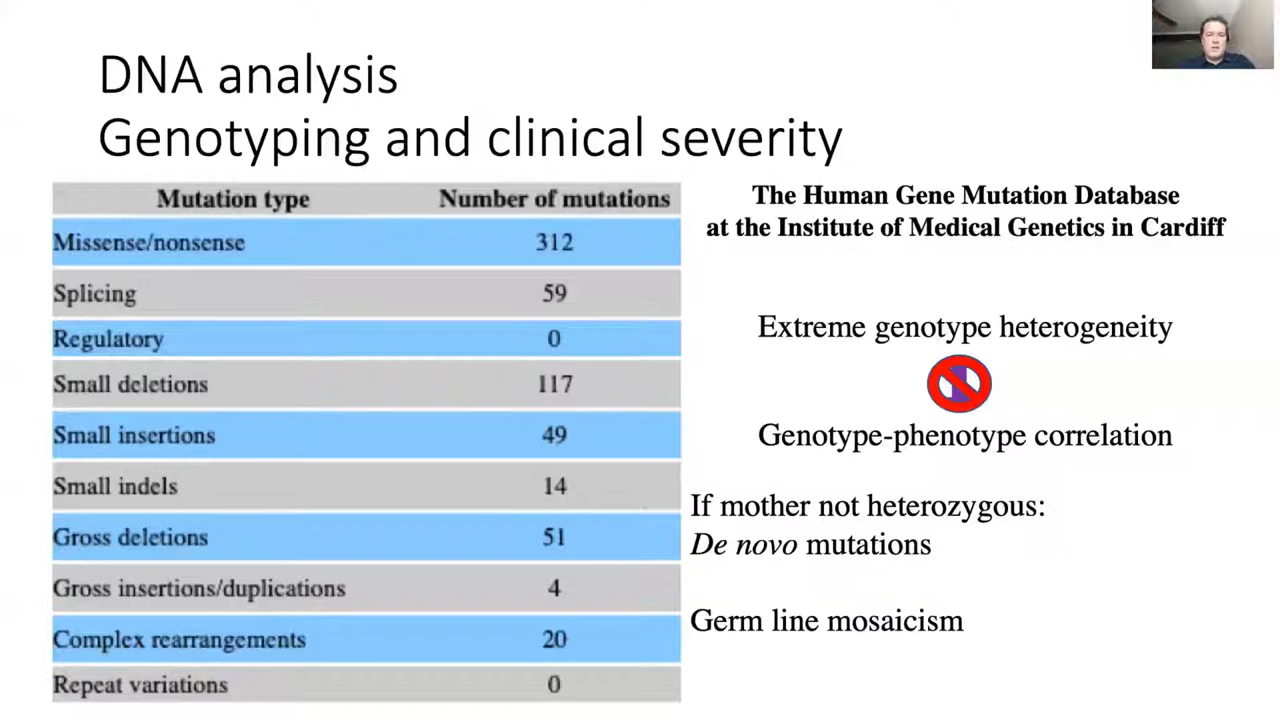 DNA analysis
Genotyping and clinical severity
Mutation type Number of mutations
Missense/nonsense 312
Splicing 59
Regulatory 0
Small deletions 117
Small insertions 49
Small indels 14
Gross deletions 51
Gross insertions/duplications 4
Complex rearrangements 20
Repeat variations 0
The Human Gene Mutation Database
at the Institute of Medical Genetics in Cardiff
Extreme genotype heterogeneity
Genotype-phenotype correlation
If mother not heterozygous:
De novo mutations
Germ line mosaicism